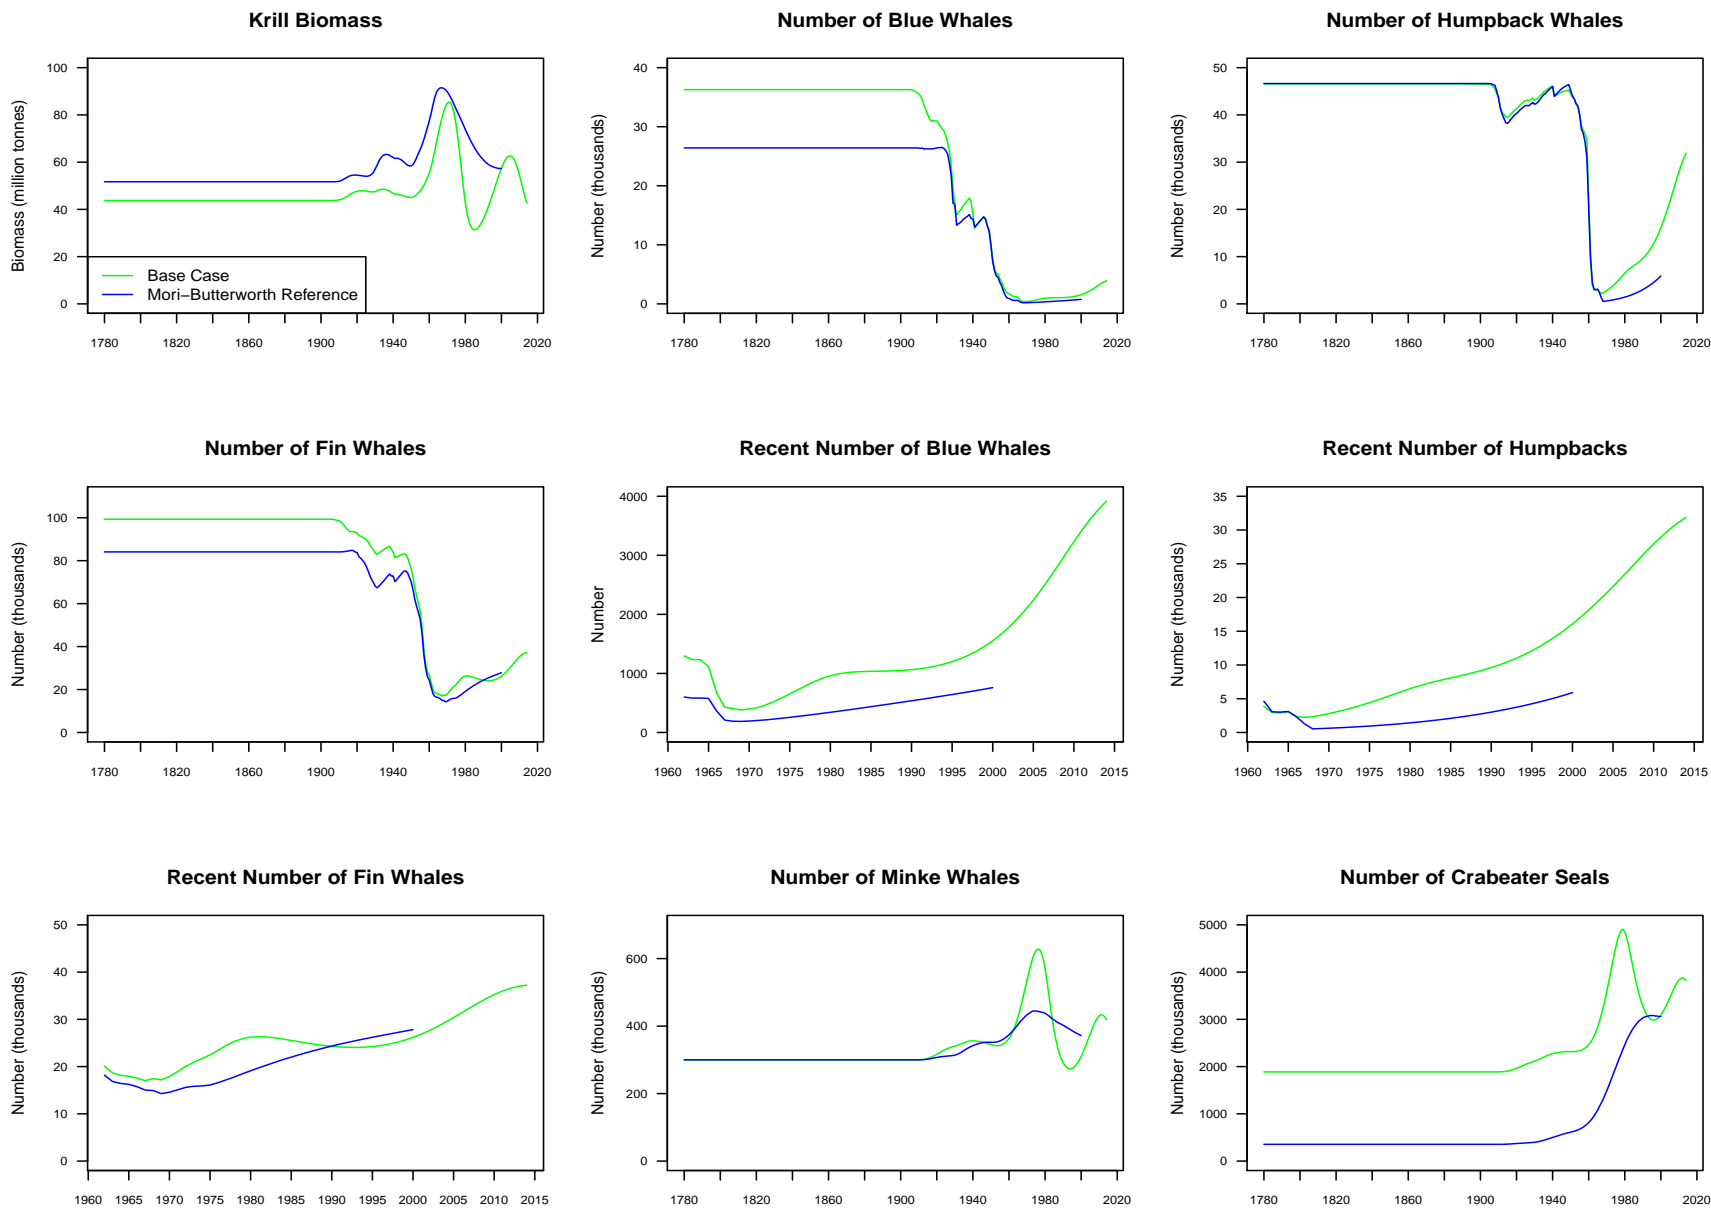 Krill Biomass
Biomass (million tonnes)
100
80
60
40
20
0
Base Case
Mori−Butterworth Reference
1780 1820 1860 1900 1940 1980 2020
Number of Blue Whales
Number (thousands)
40
30
20
10
0
1780 1820 1860 1900 1940 1980 2020
Number of Humpback Whales
Number (thousands)
50
40
30
20
10
0
1780 1820 1860 1900 1940 1980 2020
Number of Fin Whales
Number (thousands)
100
80
60
40
20
0
1780 1820 1860 1900 1940 1980 2020
Recent Number of Blue Whales
Number
4000
3000
2000
1000
0
1960 1965 1970 1975 1980 1985 1990 1995 2000 2005 2010 2015
Recent Number of Humpbacks
Number (thousands)
35
30
25
20
15
10
5
0
1960 1965 1970 1975 1980 1985 1990 1995 2000 2005 2010 2015
Recent Number of Fin Whales
Number (thousands)
50
40
30
20
10
0
1960 1965 1970 1975 1980 1985 1990 1995 2000 2005 2010 2015
Number of Minke Whales
Number (thousands)
600
400
200
0
1780 1820 1860 1900 1940 1980 2020
Number of Crabeater Seals
Number (thousands)
5000
4000
3000
2000
1000
0
1780 1820 1860 1900 1940 1980 2020